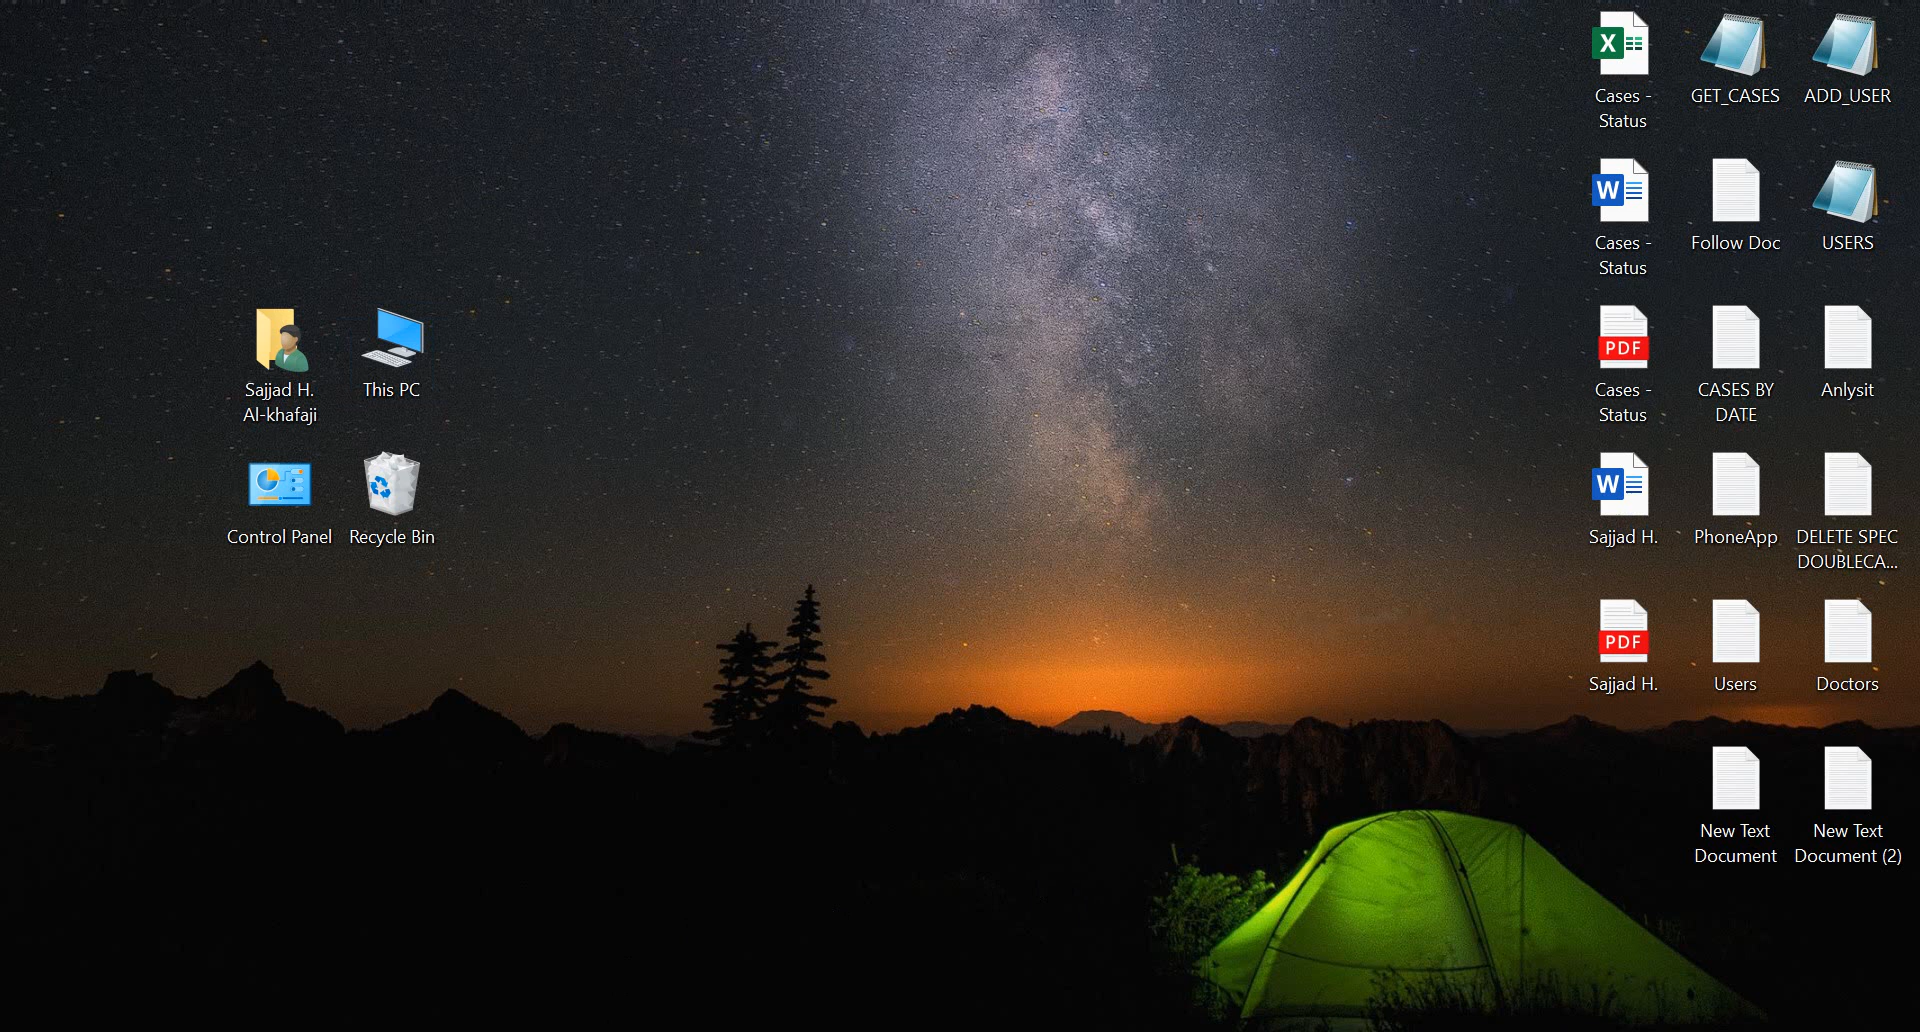 Cases -
Status
GET_CASES
ADD_USER
Cases -
Status
Follow Doc
USERS
Sajjad H.
Al-khafaji
This PC
PDF
Cases -
Status
CASES BY
DATE
Anlysit
Control Panel
Recycle Bin
Sajjad H.
PhoneApp
DELETE SPEC
DOUBLECA...
PDF
Sajjad H.
Users
Doctors
New Text
Document
New Text
Document (2)